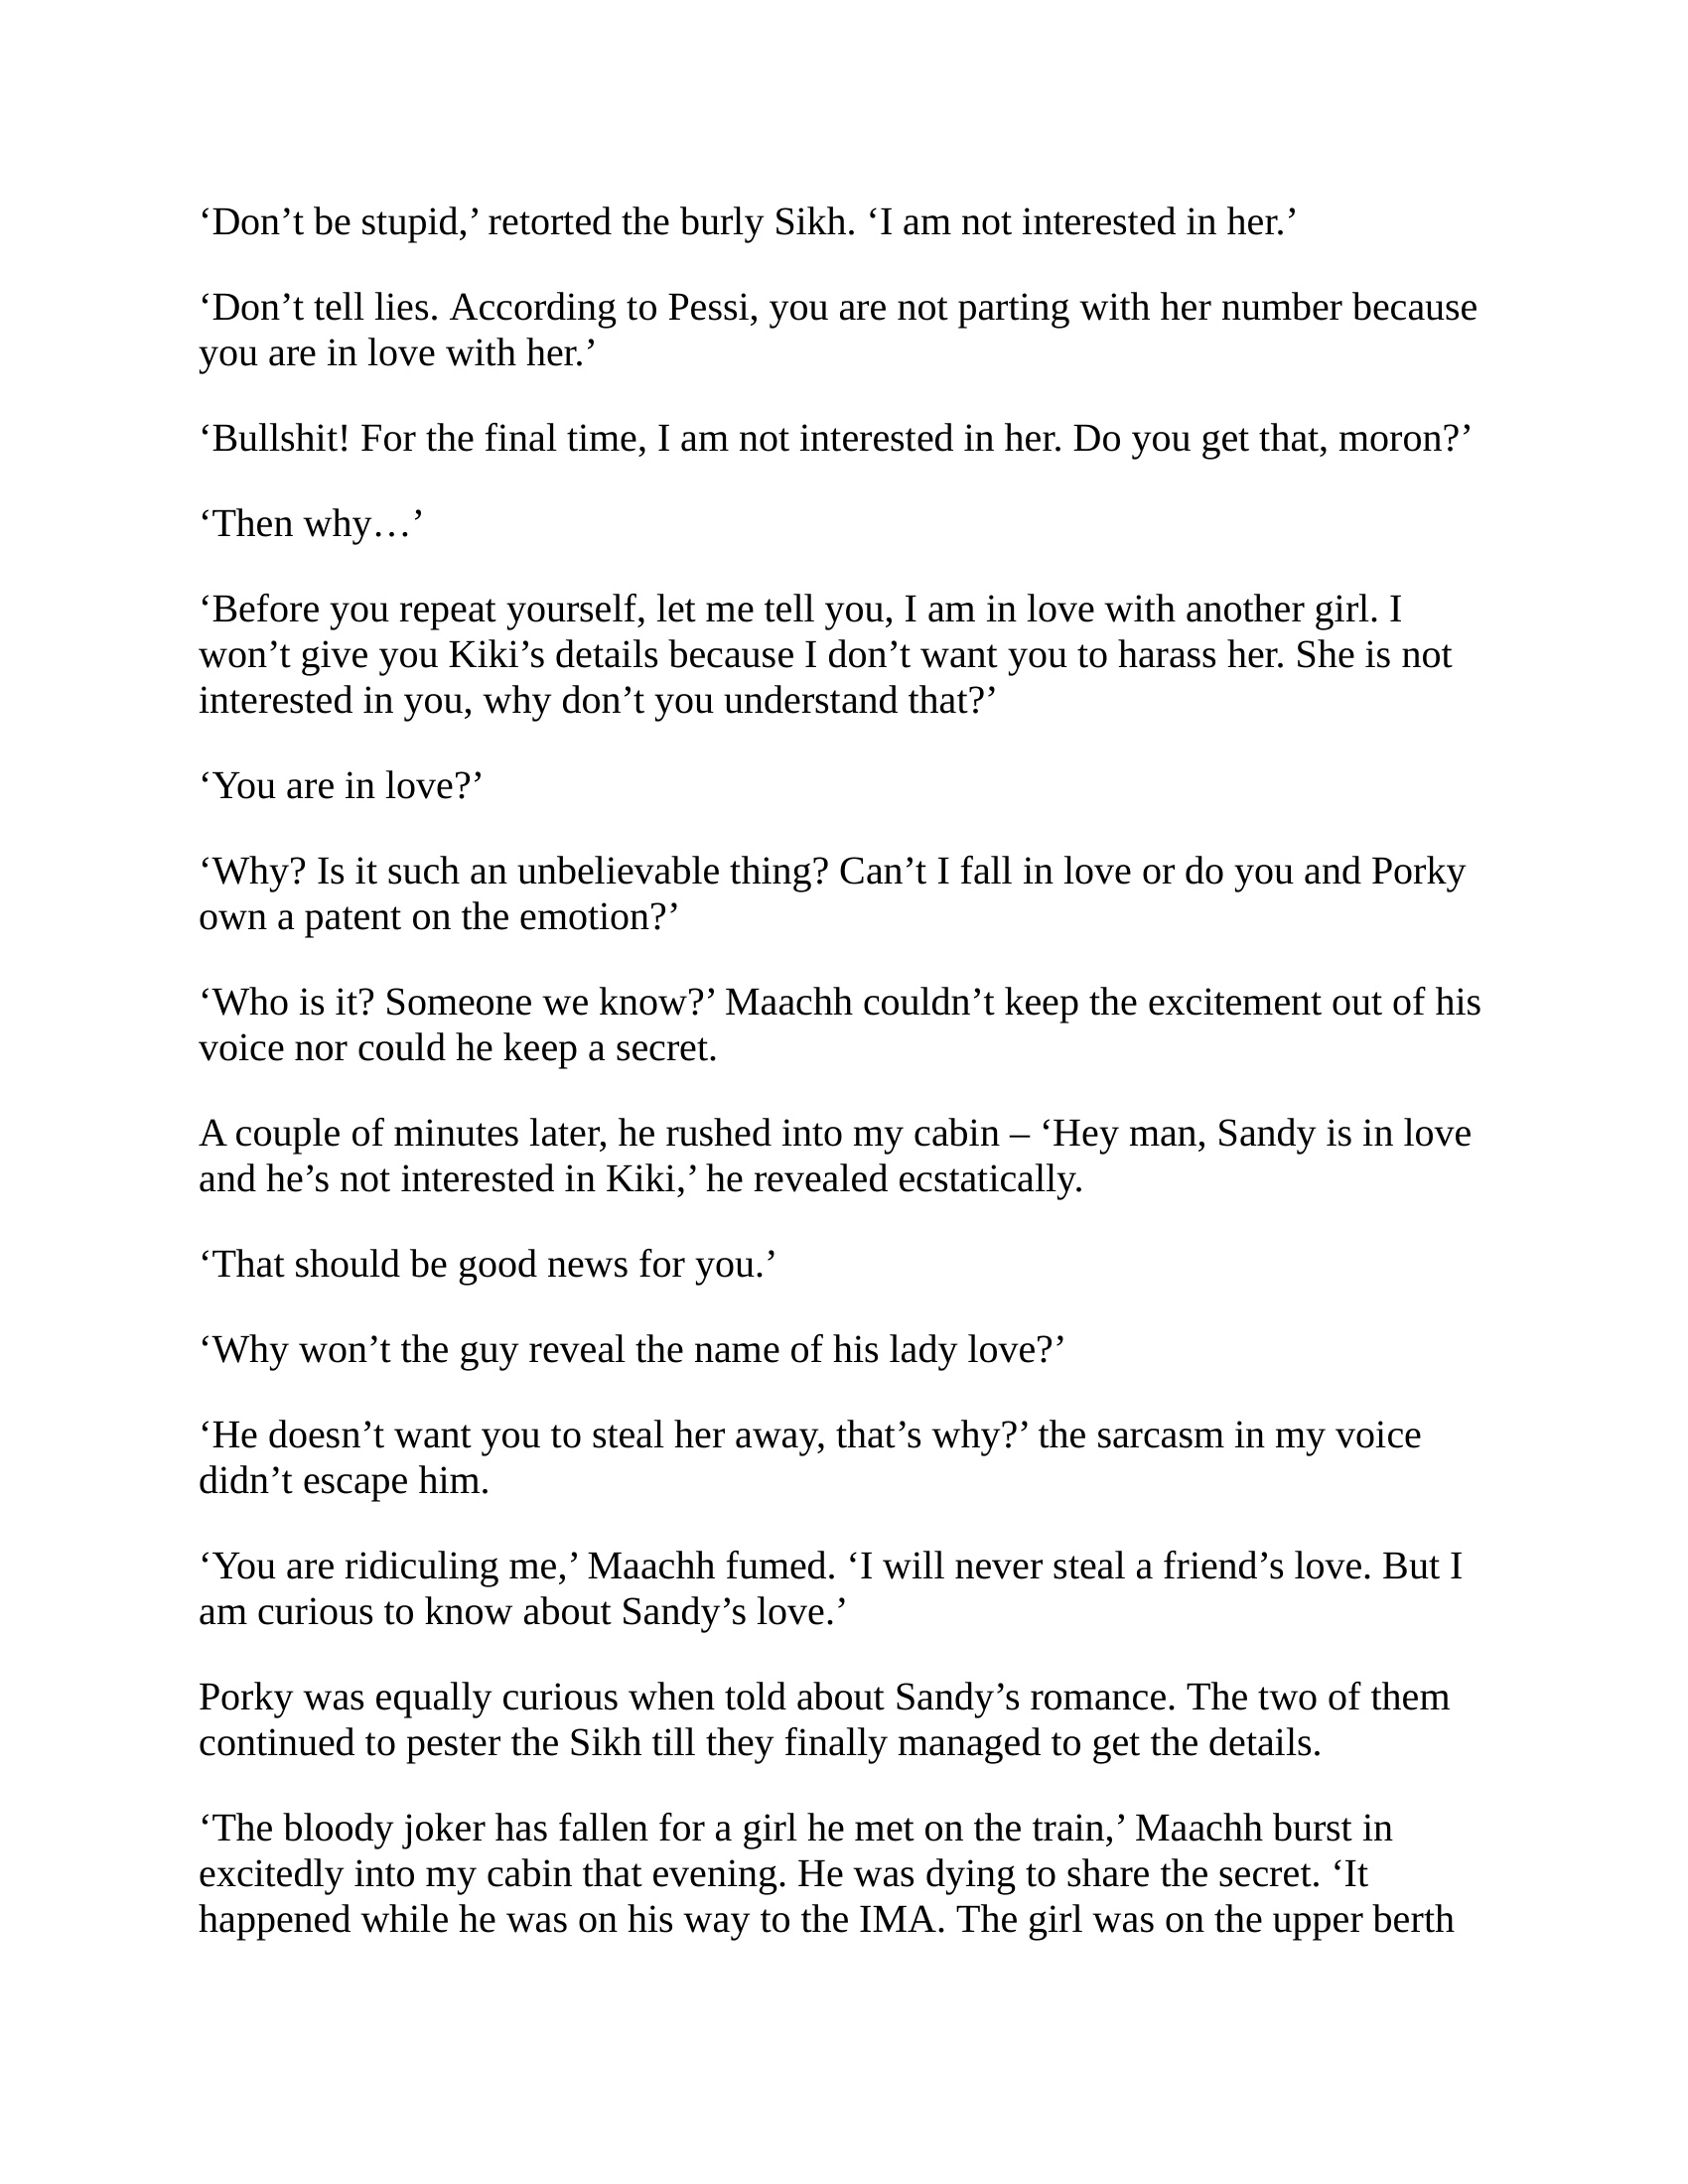 ‘Don’t be stupid,’ retorted the burly Sikh. ‘I am not interested in her.’
‘Don’t tell lies. According to Pessi, you are not parting with her number because
you are in love with her.’
‘Bullshit! For the final time, I am not interested in her. Do you get that, moron?’
‘Then why…’
‘Before you repeat yourself, let me tell you, I am in love with another girl. I
won’t give you Kiki’s details because I don’t want you to harass her. She is not
interested in you, why don’t you understand that?’
‘You are in love?’
‘Why? Is it such an unbelievable thing? Can’t I fall in love or do you and Porky
own a patent on the emotion?’
‘Who is it? Someone we know?’ Maachh couldn’t keep the excitement out of his
voice nor could he keep a secret.
A couple of minutes later, he rushed into my cabin – ‘Hey man, Sandy is in love
and he’s not interested in Kiki,’ he revealed ecstatically.
‘That should be good news for you.’
‘Why won’t the guy reveal the name of his lady love?’
‘He doesn’t want you to steal her away, that’s why?’ the sarcasm in my voice
didn’t escape him.
‘You are ridiculing me,’ Maachh fumed. ‘I will never steal a friend’s love. But I
am curious to know about Sandy’s love.’
Porky was equally curious when told about Sandy’s romance. The two of them
continued to pester the Sikh till they finally managed to get the details.
‘The bloody joker has fallen for a girl he met on the train,’ Maachh burst in
excitedly into my cabin that evening. He was dying to share the secret. ‘It
happened while he was on his way to the IMA. The girl was on the upper berth